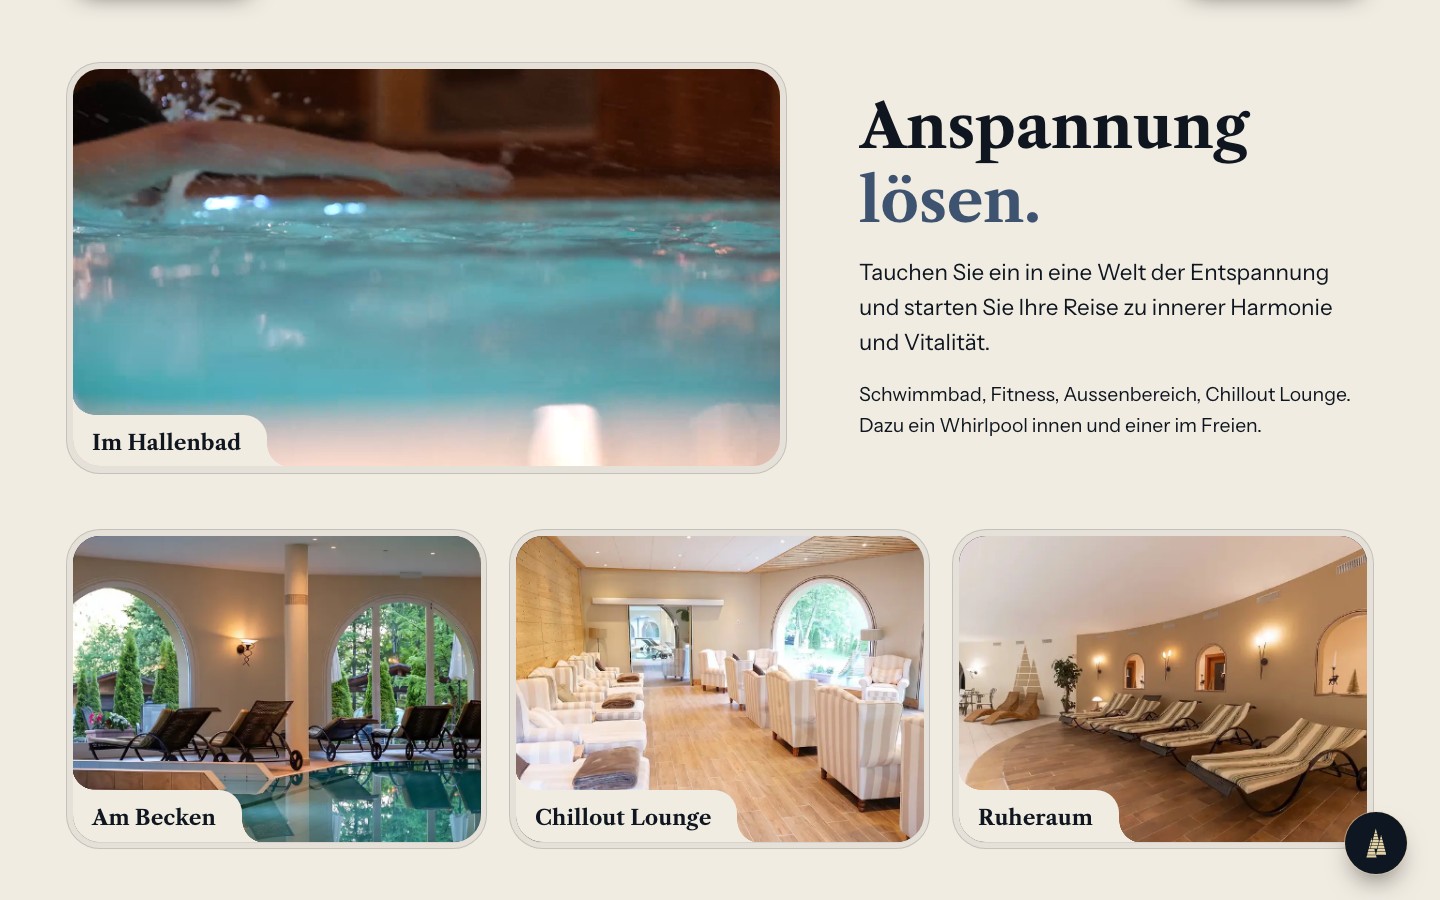 Anspannung
lösen.
Tauchen Sie ein in eine Welt der Entspannung
und starten Sie Ihre Reise zu innerer Harmonie
und Vitalität.
Schwimmbad, Fitness, Aussenbereich, Chillout Lounge.
Dazu ein Whirlpool innen und einer im Freien.
Im Hallenbad
Am Becken
Chillout Lounge
Ruheraum